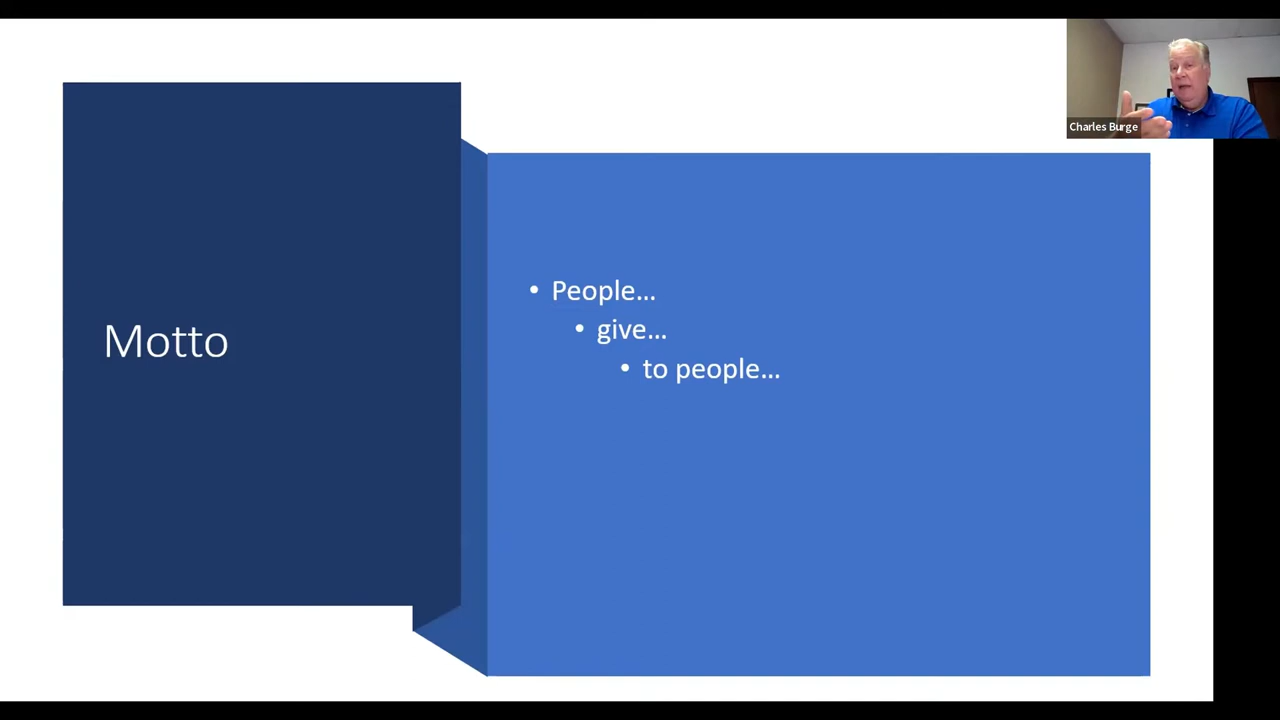 Charles Burge
Motto
• People...
• give...
• to people...